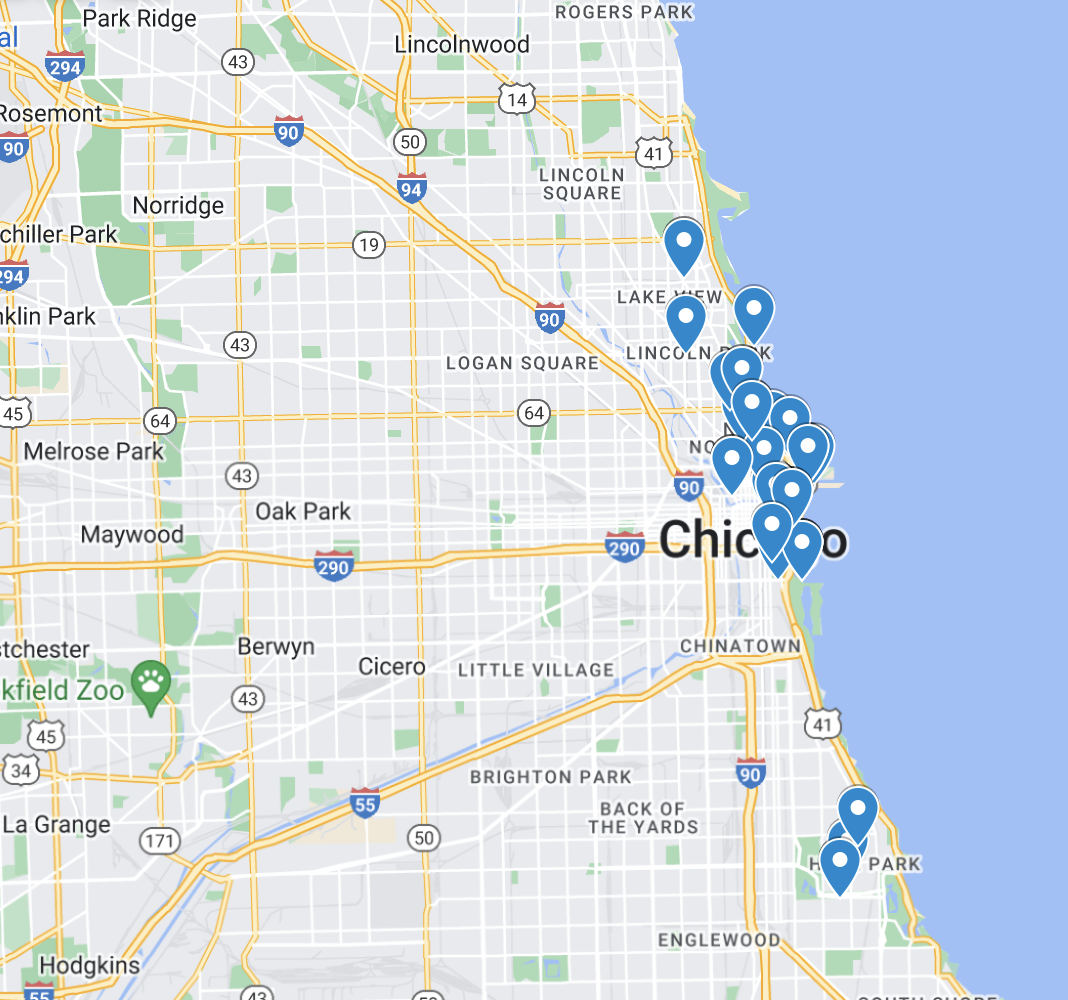 ROGERS PARK
Park Ridge
al
Lincolnwood
43
294
14
Rosemont
90
90
50
41
94
LINCOLN
SQUARE
Norridge
chiller Park
19
294
LAKE VIEW
nklin Park
90
43
LINCOLN PARK
LOGAN SQUARE
45
64
64
N
NO
Melrose Park
43
90
Oak Park
Maywood
Chic
o
290
290
stchester
Berwyn
CHINATOWN
Cicero
LITTLE VILLAGE
kfield Zoo
43
45
41
34
BRIGHTON PARK
90
55
BACK OF
THE YARDS
La Grange
171
50
H
PARK
ENGLEWOOD
Hodgkins
55
43
50
SOUTH SHORE